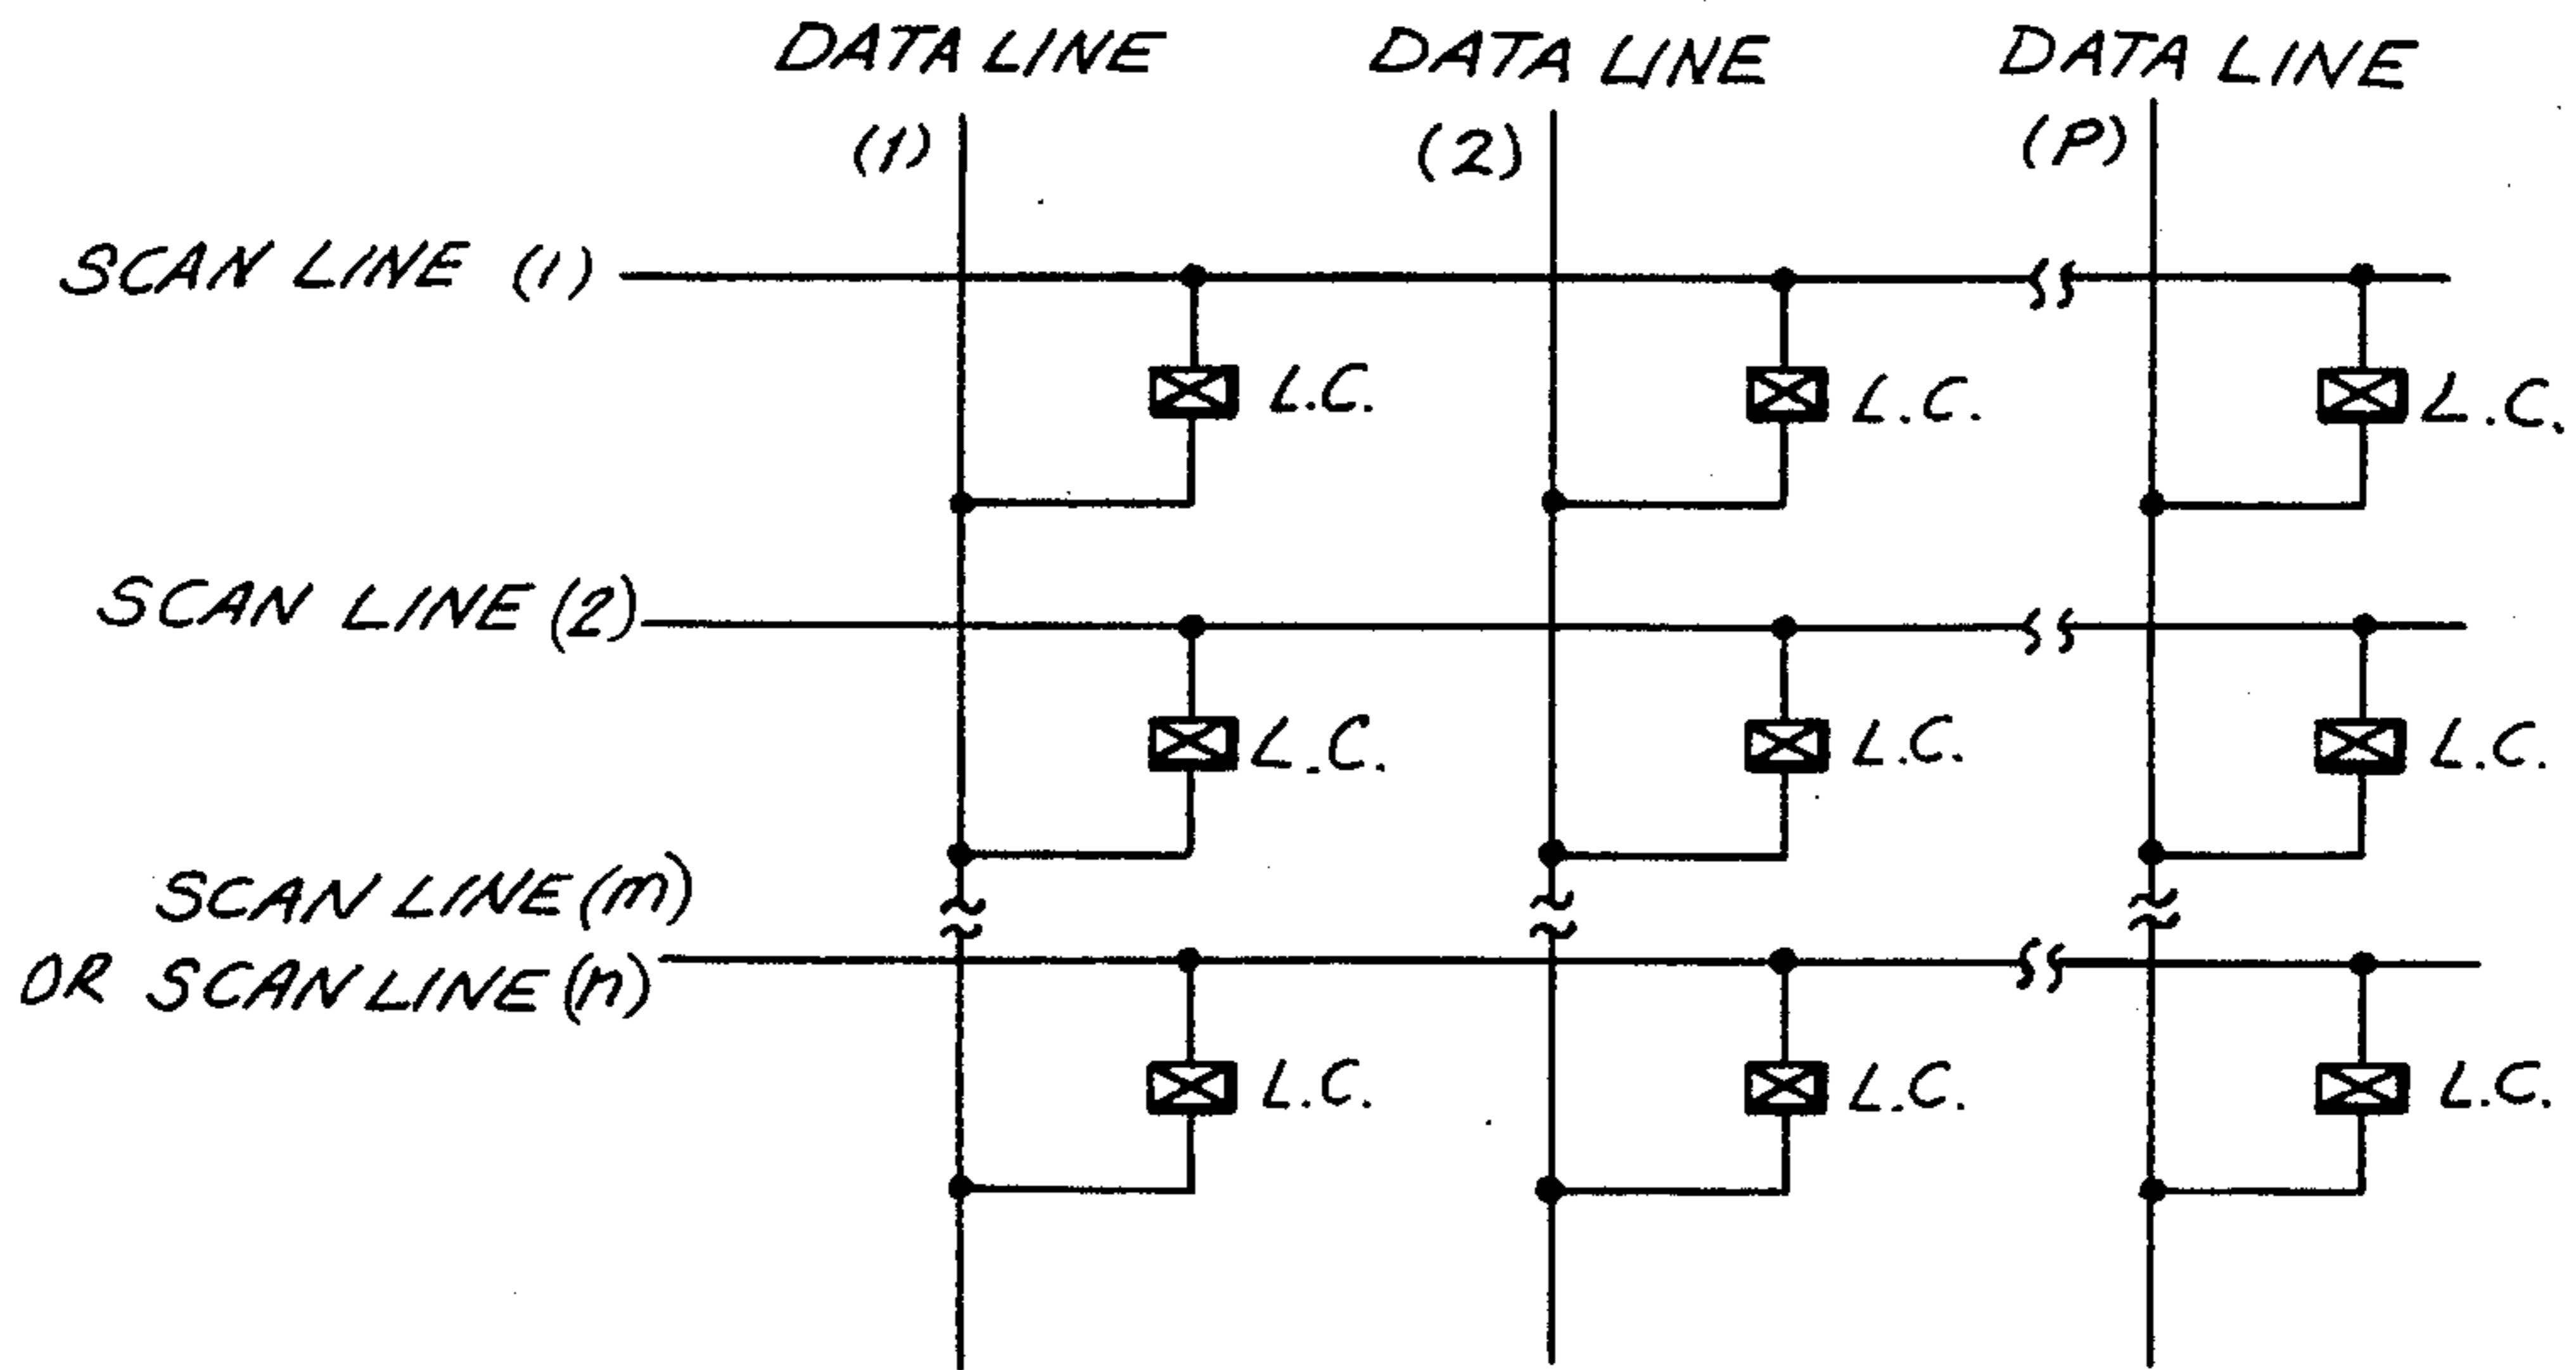 DATA LINE DATA LINE DATA LINE
(1) (2) (P)
SCAN LINE (1)
L.C. L.C. L.C.
SCAN LINE (2)
L.C. L.C. L.C.
SCAN LINE (m)
OR SCAN LINE (n)
L.C. L.C. L.C.